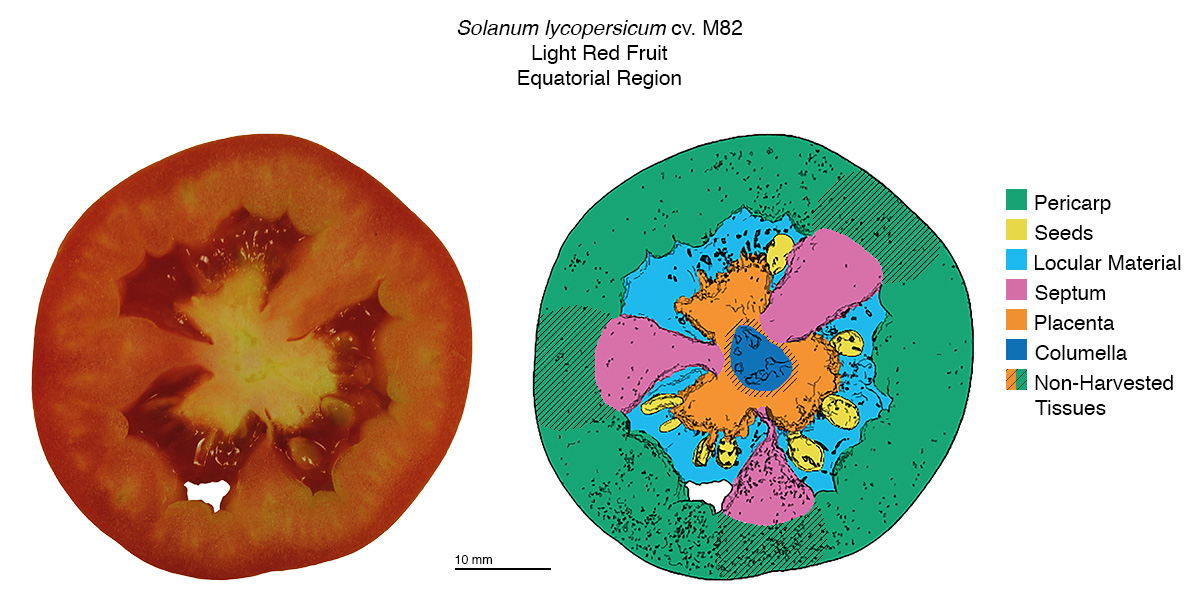 Solanum lycopersicum cv. M82
Light Red Fruit
Equatorial Region
Pericarp
Seeds
Locular Material
Septum
Placenta
Columella
Non-Harvested
Tissues
10 mm